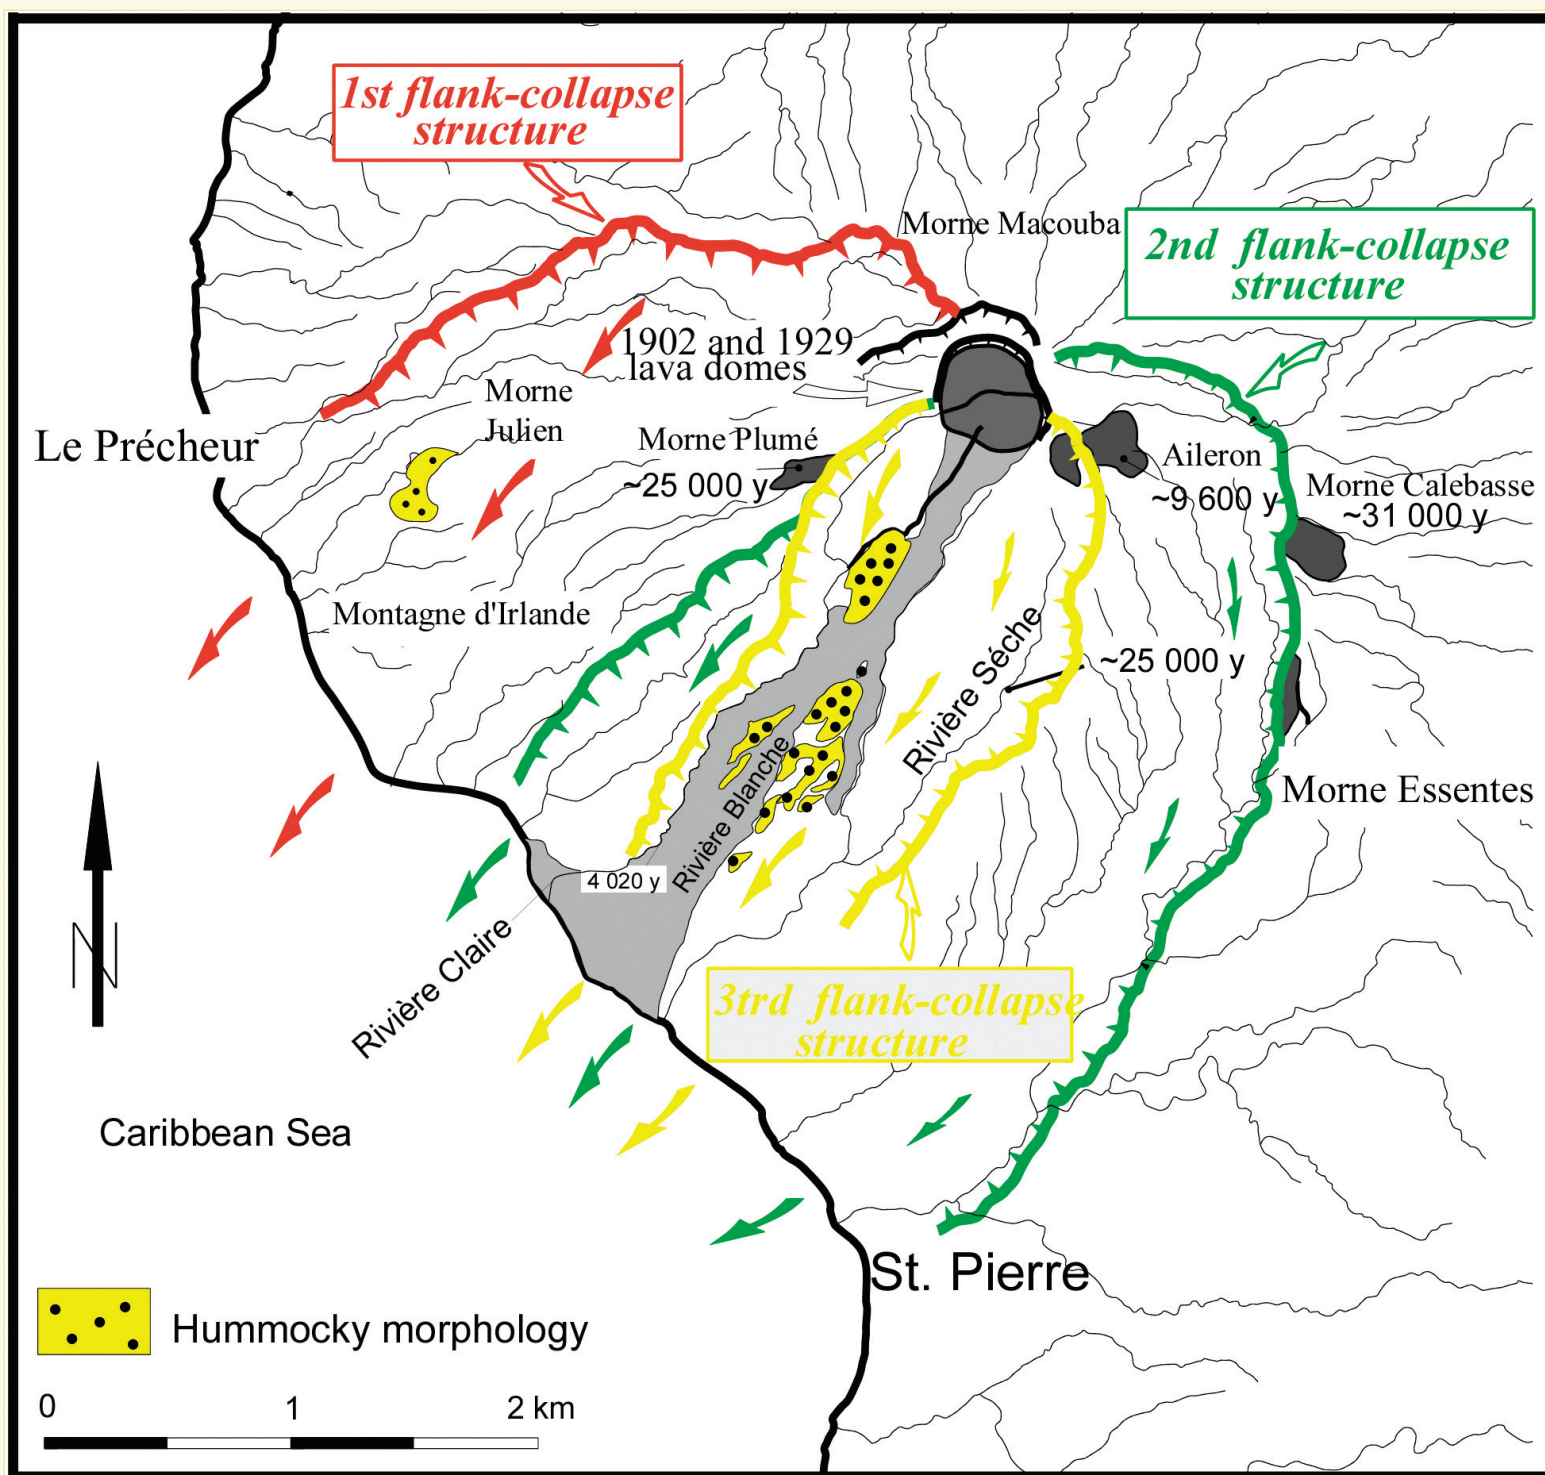 1st flank-collapse
structure
Morne Macouba
2nd flank-collapse
structure
1902 and 1929
lava domes
Morne
Julien
Le Précheur
Morne Plumé
~25 000 y
Aileron
~9 600 y
Morne Calebasse
~31 000 y
Montagne d'Irlande
Rivière Séche
~25 000 y
Rivière Blanche
Morne Essentes
4 020 y
Rivière Claire
N
3trd flank-collapse
structure
Caribbean Sea
St. Pierre
Hummocky morphology
0 1 2 km